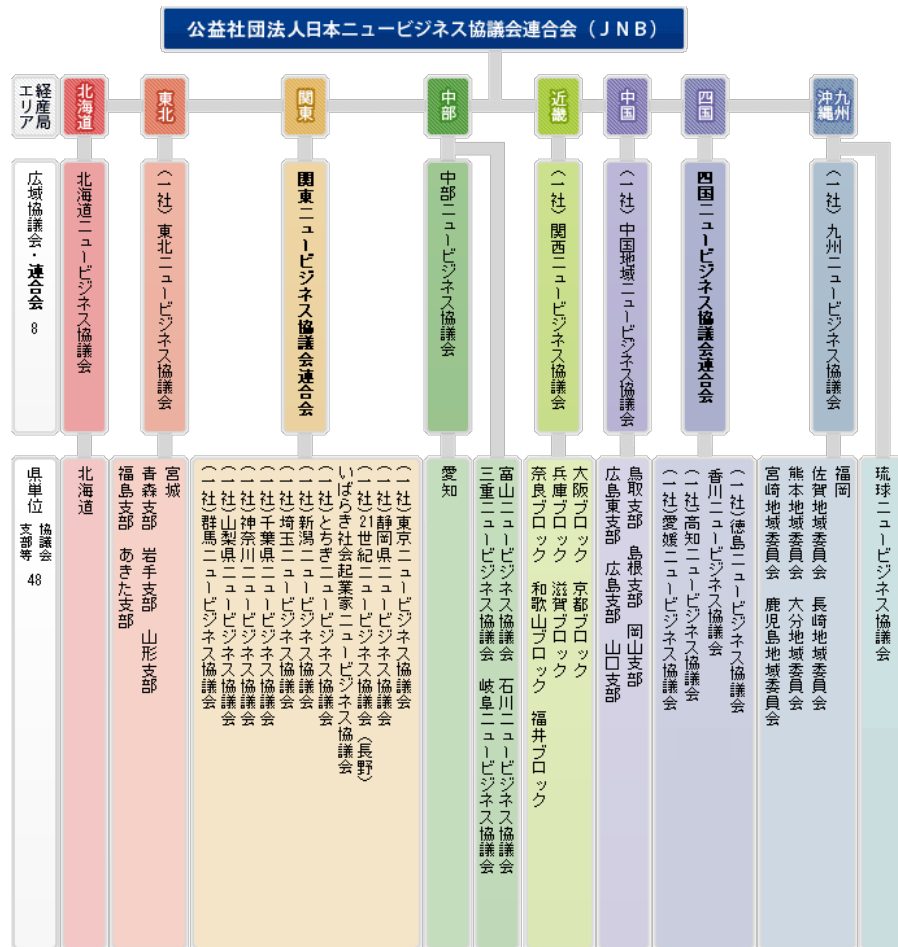 公益社団法人日本ニュービジネス協議会連合会（ＪＮＢ）
経産局
エリア
北海道
東北
関東
中部
近畿
中国
四国
九州
沖縄
広域協議会・連合会 8
北海道ニュービジネス協議会
（一社）東北ニュービジネス協議会
関東ニュービジネス協議会連合会
中部ニュービジネス協議会
（一社）関西ニュービジネス協議会
（一社）中国地域ニュービジネス協議会
四国ニュービジネス協議会連合会
（一社）九州ニュービジネス協議会
県単位 協議会
支部等 48
北海道
宮城
青森支部 岩手支部 山形支部
福島支部 あきた支部
（一社）東京ニュービジネス協議会
（一社）静岡県ニュービジネス協議会
（一社）21世紀ニュービジネス協議会（長野）
いばらき社会起業家ニュービジネス協議会
（一社）とちぎニュービジネス協議会
（一社）新潟ニュービジネス協議会
（一社）埼玉ニュービジネス協議会
（一社）千葉県ニュービジネス協議会
（一社）神奈川ニュービジネス協議会
（一社）山梨県ニュービジネス協議会
（一社）群馬ニュービジネス協議会
愛知
富山ニュービジネス協議会 石川ニュービジネス協議会
三重ニュービジネス協議会 岐阜ニュービジネス協議会
大阪ブロック 京都ブロック
兵庫ブロック 滋賀ブロック
奈良ブロック 和歌山ブロック 福井ブロック
鳥取支部 島根支部 岡山支部
広島東支部 広島支部 山口支部
（一社）徳島ニュービジネス協議会
香川ニュービジネス協議会
（一社）高知ニュービジネス協議会
（一社）愛媛ニュービジネス協議会
福岡
佐賀地域委員会 長崎地域委員会
熊本地域委員会 大分地域委員会
宮崎地域委員会 鹿児島地域委員会
琉球ニュービジネス協議会